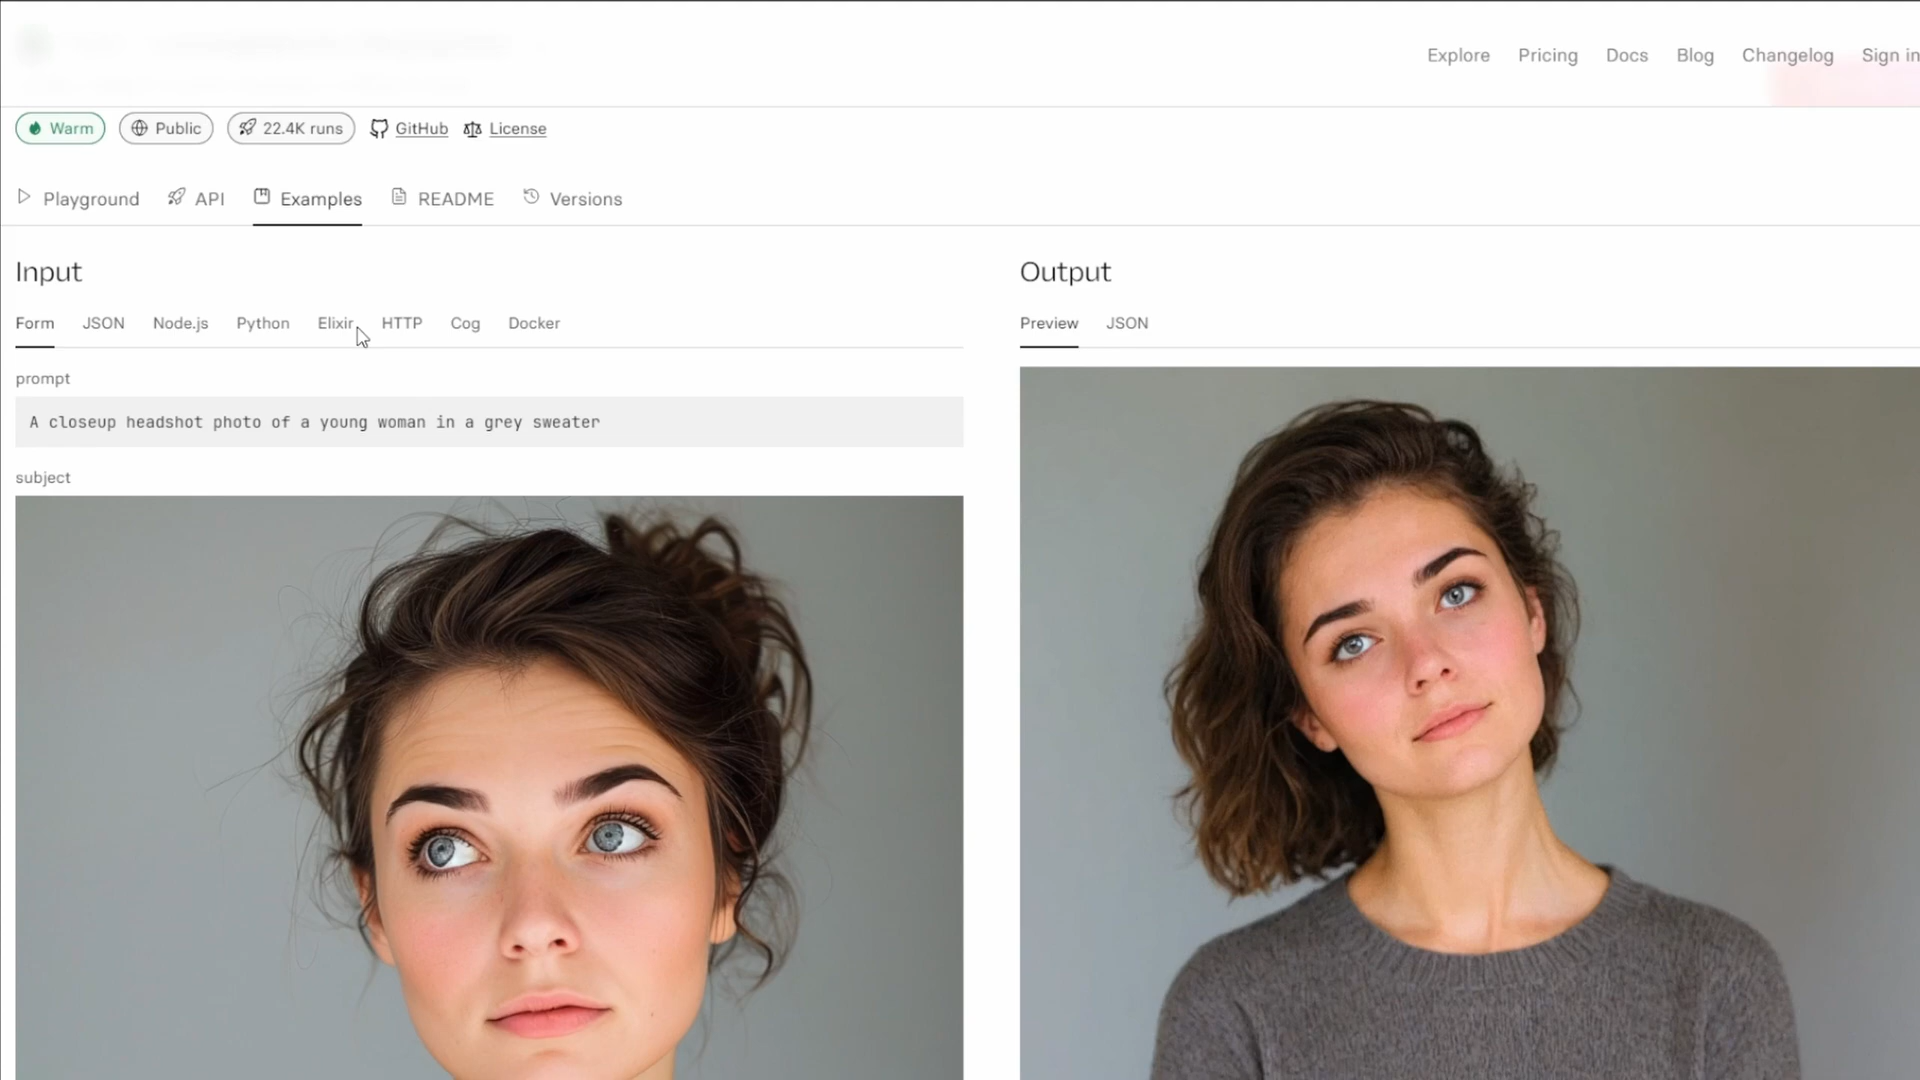 Explore Pricing Docs Blog Changelog Sign in
Warm Public 22.4K runs GitHub License
Playground API Examples README Versions
Input
Form JSON Node.js Python Elixir HTTP Cog Docker
prompt
A closeup headshot photo of a young woman in a grey sweater
subject
Output
Preview JSON